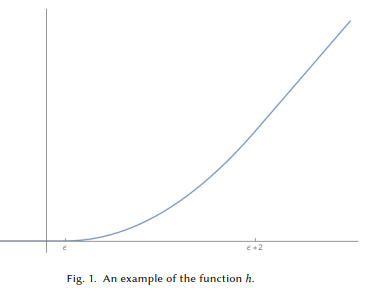 ϵ ϵ+2
Fig. 1. An example of the function h.